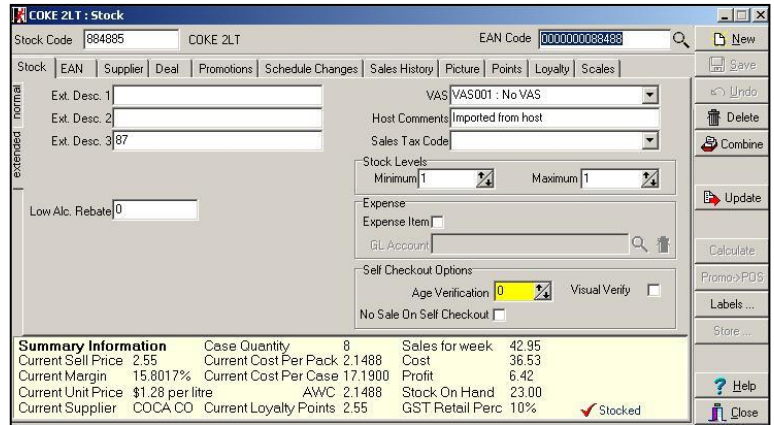 COKE 2LT : Stock
Stock Code 884885 COKE 2LT EAN Code 0000000088488
Stock EAN Supplier Deal Promotions Schedule Changes Sales History Picture Points Loyalty Scales
normal
extended
Ext. Desc. 1
Ext. Desc. 2
Ext. Desc. 3 87
Low Alc. Rebate 0
VAS VAS001 : No VAS
Host Comments Imported from host
Sales Tax Code
Stock Levels
Minimum 1 Maximum 1
Expense
Expense Item
GL Account
Self Checkout Options
Age Verification 0 Visual Verify
No Sale On Self Checkout
Summary Information Case Quantity 8 Sales for week 42.95
Current Sell Price 2.55 Current Cost Per Pack 2.1488 Cost 36.53
Current Margin 15.8017% Current Cost Per Case 17.1900 Profit 6.42
Current Unit Price $1.28 per litre AWC 2.1488 Stock On Hand 23.00
Current Supplier COCA CO Current Loyalty Points 2.55 GST Retail Perc 10% Stocked
New
Save
Undo
Delete
Combine
Update
Calculate
Promo->POS
Labels ...
Store ...
Help
Close